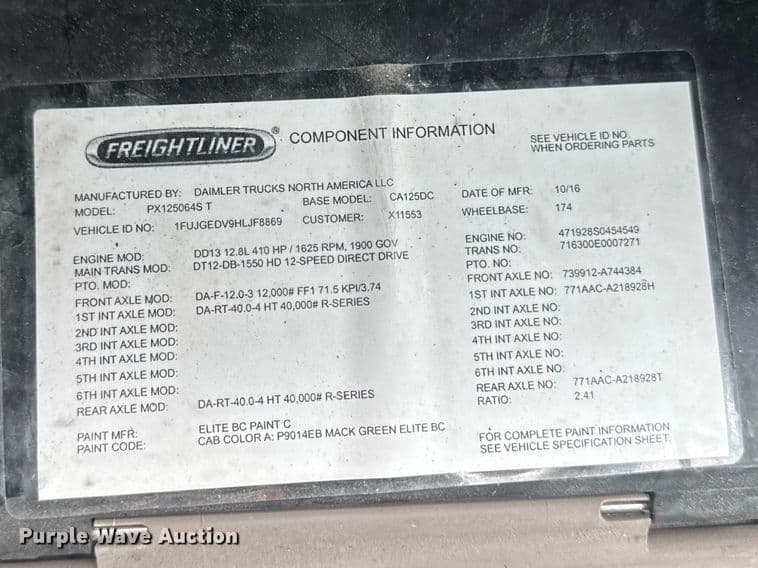 FREIGHTLINER ® COMPONENT INFORMATION
SEE VEHICLE ID NO.
WHEN ORDERING PARTS
MANUFACTURED BY: DAIMLER TRUCKS NORTH AMERICA LLC
MODEL: PX125064S T BASE MODEL: CA125DC DATE OF MFR: 10/16
VEHICLE ID NO: 1FUJGEDV9HLJF8869 CUSTOMER: X11553 WHEELBASE: 174
ENGINE MOD: DD13 12.8L 410 HP / 1625 RPM, 1900 GOV ENGINE NO: 471928S0454549
MAIN TRANS MOD: DT12-DB-1550 HD 12-SPEED DIRECT DRIVE TRANS NO: 716300E0007271
PTO. MOD: PTO. NO:
FRONT AXLE MOD: DA-F-12.0-3 12,000# FF1 71.5 KPI/3.74 FRONT AXLE NO: 739912-A744384
1ST INT AXLE MOD: DA-RT-40.0-4 HT 40,000# R-SERIES 1ST INT AXLE NO: 771AAC-A218928H
2ND INT AXLE MOD: 2ND INT AXLE NO:
3RD INT AXLE MOD: 3RD INT AXLE NO:
4TH INT AXLE MOD: 4TH INT AXLE NO:
5TH INT AXLE MOD: 5TH INT AXLE NO:
6TH INT AXLE MOD: 6TH INT AXLE NO:
REAR AXLE MOD: DA-RT-40.0-4 HT 40,000# R-SERIES REAR AXLE NO: 771AAC-A218928T
RATIO: 2.41
PAINT MFR: ELITE BC PAINT C
PAINT CODE: CAB COLOR A: P9014EB MACK GREEN ELITE BC
FOR COMPLETE PAINT INFORMATION
SEE VEHICLE SPECIFICATION SHEET.
Purple Wave Auction